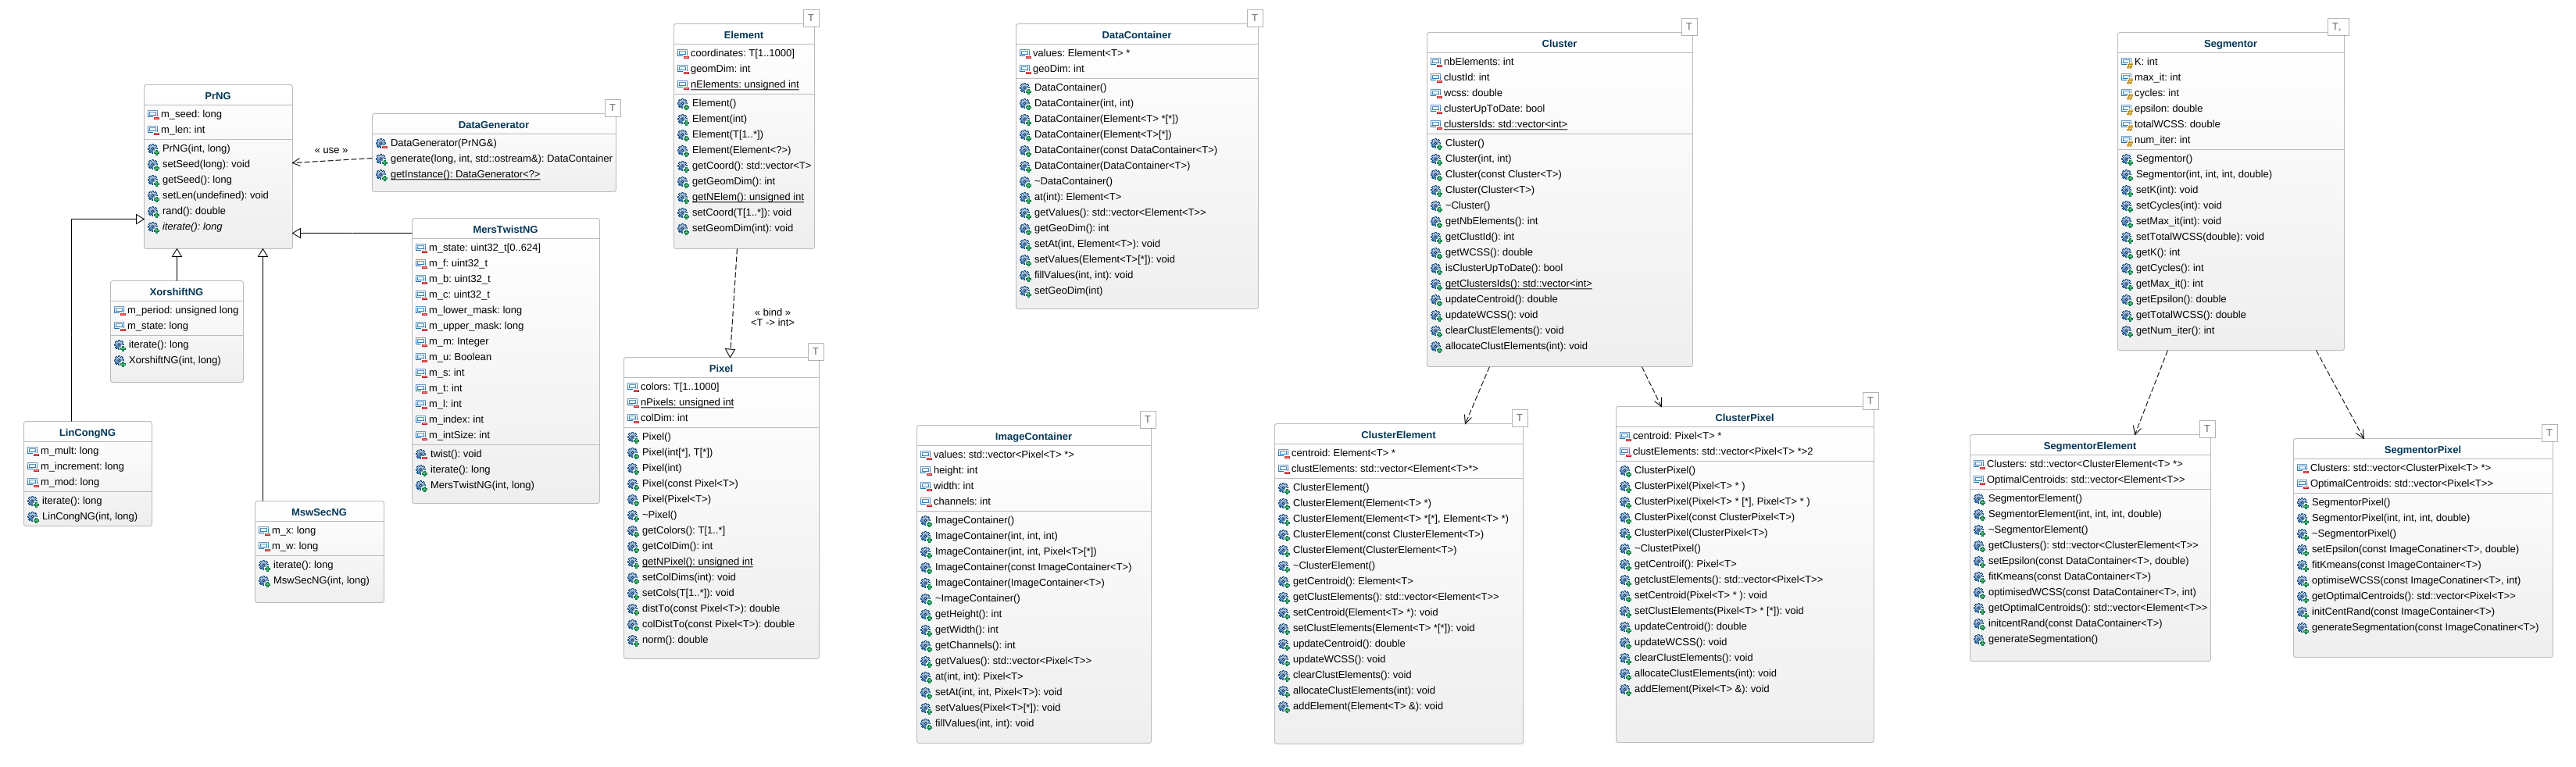 PrNG
m_seed: long
m_len: int
PrNG(int, long)
setSeed(long): void
getSeed(): long
setLen(undefined): void
rand(): double
iterate(): long
« use »
T
DataGenerator
DataGenerator(PrNG&)
generate(long, int, std::ostream&): DataContainer
getInstance(): DataGenerator<?>
XorshiftNG
m_period: unsigned long
m_state: long
iterate(): long
XorshiftNG(int, long)
LinCongNG
m_mult: long
m_increment: long
m_mod: long
iterate(): long
LinCongNG(int, long)
MswSecNG
m_x: long
m_w: long
iterate(): long
MswSecNG(int, long)
MersTwistNG
m_state: uint32_t[0..624]
m_f: uint32_t
m_b: uint32_t
m_c: uint32_t
m_lower_mask: long
m_upper_mask: long
m_m: Integer
m_u: Boolean
m_s: int
m_t: int
m_l: int
m_index: int
m_intSize: int
twist(): void
iterate(): long
MersTwistNG(int, long)
T
Element
coordinates: T[1..1000]
geomDim: int
nElements: unsigned int
Element()
Element(int)
Element(T[1..*])
Element(Element<?>)
getCoord(): std::vector<T>
getGeomDim(): int
getNElem(): unsigned int
setCoord(T[1..*]): void
setGeomDim(int): void
« bind »
<T -> int>
T
Pixel
colors: T[1..1000]
nPixels: unsigned int
colDim: int
Pixel()
Pixel(int[*], T[*])
Pixel(int)
Pixel(const Pixel<T>)
Pixel(Pixel<T>)
~Pixel()
getColors(): T[1..*]
getColDim(): int
getNPixel(): unsigned int
setColDims(int): void
setCols(T[1..*]): void
distTo(const Pixel<T>): double
colDistTo(const Pixel<T>): double
norm(): double
T
DataContainer
values: Element<T> *
geoDim: int
DataContainer()
DataContainer(int, int)
DataContainer(Element<T> *[*])
DataContainer(Element<T>[*])
DataContainer(const DataContainer<T>)
DataContainer(DataContainer<T>)
~DataContainer()
at(int): Element<T>
getValues(): std::vector<Element<T>>
getGeoDim(): int
setAt(int, Element<T>): void
setValues(Element<T>[*]): void
fillValues(int, int): void
setGeoDim(int)
T
ImageContainer
values: std::vector<Pixel<T> *>
height: int
width: int
channels: int
ImageContainer()
ImageContainer(int, int, int)
ImageContainer(int, int, Pixel<T>[*])
ImageContainer(const ImageContainer<T>)
ImageContainer(ImageContainer<T>)
~ImageContainer()
getHeight(): int
getWidth(): int
getChannels(): int
getValues(): std::vector<Pixel<T>>
at(int, int): Pixel<T>
setAt(int, int, Pixel<T>): void
setValues(Pixel<T>[*]): void
fillValues(int, int): void
T
Cluster
nbElements: int
clustId: int
wcss: double
clusterUpToDate: bool
clustersIds: std::vector<int>
Cluster()
Cluster(int, int)
Cluster(const Cluster<T>)
Cluster(Cluster<T>)
~Cluster()
getNbElements(): int
getClustId(): int
getWCSS(): double
isClusterUpToDate(): bool
getClustersIds(): std::vector<int>
updateCentroid(): double
updateWCSS(): void
clearClustElements(): void
allocateClustElements(int): void
T
ClusterElement
centroid: Element<T> *
clustElements: std::vector<Element<T>*>
ClusterElement()
ClusterElement(Element<T> *)
ClusterElement(Element<T> *[*], Element<T> *)
ClusterElement(const ClusterElement<T>)
ClusterElement(ClusterElement<T>)
~ClusterElement()
getCentroid(): Element<T>
getClustElements(): std::vector<Element<T>>
setCentroid(Element<T> *): void
setClustElements(Element<T> *[*]): void
updateCentroid(): double
updateWCSS(): void
clearClustElements(): void
allocateClustElements(int): void
addElement(Element<T> &): void
T
ClusterPixel
centroid: Pixel<T> *
clustElements: std::vector<Pixel<T> *>2
ClusterPixel()
ClusterPixel(Pixel<T> * )
ClusterPixel(Pixel<T> * [*], Pixel<T> * )
ClusterPixel(const ClusterPixel<T>)
ClusterPixel(ClusterPixel<T>)
~ClustetPixel()
getCentroif(): Pixel<T>
getclustElements(): std::vector<Pixel<T>>
setCentroid(Pixel<T> * ): void
setClustElements(Pixel<T> * [*]): void
updateCentroid(): double
updateWCSS(): void
clearClustElements(): void
allocateClustElements(int): void
addElement(Pixel<T> &): void
T,
Segmentor
K: int
max_it: int
cycles: int
epsilon: double
totalWCSS: double
num_iter: int
Segmentor()
Segmentor(int, int, int, double)
setK(int): void
setCycles(int): void
setMax_it(int): void
setTotalWCSS(double): void
getK(): int
getCycles(): int
getMax_it(): int
getEpsilon(): double
getTotalWCSS(): double
getNum_iter(): int
T
SegmentorElement
Clusters: std::vector<ClusterElement<T> *>
OptimalCentroids: std::vector<Element<T>>
SegmentorElement()
SegmentorElement(int, int, int, double)
~SegmentorElement()
getClusters(): std::vector<ClusterElement<T>>
setEpsilon(const DataContainer<T>, double)
fitKmeans(const DataContainer<T>)
optimisedWCSS(const DataContainer<T>, int)
getOptimalCentroids(): std::vector<Element<T>>
initcentRand(const DataContainer<T>)
generateSegmentation()
T
SegmentorPixel
Clusters: std::vector<ClusterPixel<T> *>
OptimalCentroids: std::vector<Pixel<T>>
SegmentorPixel()
SegmentorPixel(int, int, int, double)
~SegmentorPixel()
setEpsilon(const ImageConatiner<T>, double)
fitKmeans(const ImageContainer<T>)
optimiseWCSS(const ImageConatiner<T>, int)
getOptimalCentroids(): std::vector<Pixel<T>>
initCentRand(const ImageContainer<T>)
generateSegmentation(const ImageConatiner<T>)